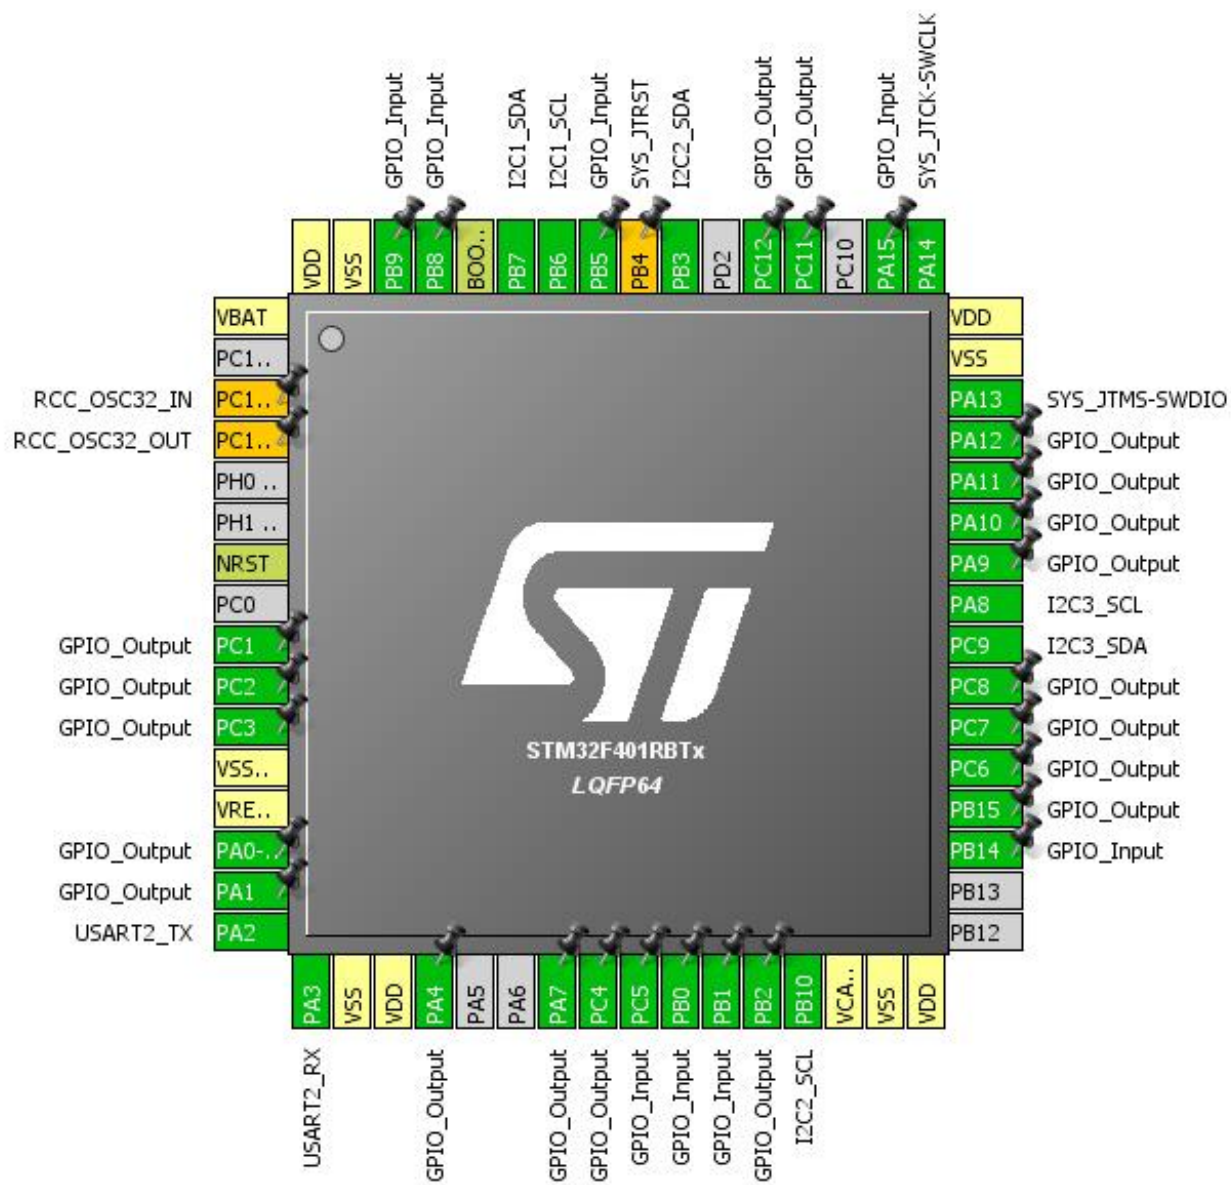 GPIO_Input
GPIO_Input
I2C1_SDA
I2C1_SCL
GPIO_Input
SYS_JTRST
I2C2_SDA
GPIO_Output
GPIO_Output
GPIO_Input
SYS_JTCK-SWCLK
VDD
VSS
PB9
PB8
BOO..
PB7
PB6
PB5
PB4
PB3
PD2
PC12
PC11
PC10
PA15
PA14
VBAT
PC1..
RCC_OSC32_IN PC1..
RCC_OSC32_OUT PC1..
PH0 ..
PH1 ..
NRST
PC0
GPIO_Output PC1
GPIO_Output PC2
GPIO_Output PC3
VSS..
VRE..
GPIO_Output PA0-..
GPIO_Output PA1
USART2_TX PA2
STM32F401RBTx
LQFP64
VDD
VSS
PA13 SYS_JTMS-SWDIO
PA12 GPIO_Output
PA11 GPIO_Output
PA10 GPIO_Output
PA9 GPIO_Output
PA8 I2C3_SCL
PC9 I2C3_SDA
PC8 GPIO_Output
PC7 GPIO_Output
PC6 GPIO_Output
PB15 GPIO_Output
PB14 GPIO_Input
PB13
PB12
PA3
VSS
VDD
PA4
PA5
PA6
PA7
PC4
PC5
PB0
PB1
PB2
PB10
VCA..
VSS
VDD
USART2_RX
GPIO_Output
GPIO_Output
GPIO_Output
GPIO_Input
GPIO_Input
GPIO_Input
GPIO_Output
I2C2_SCL